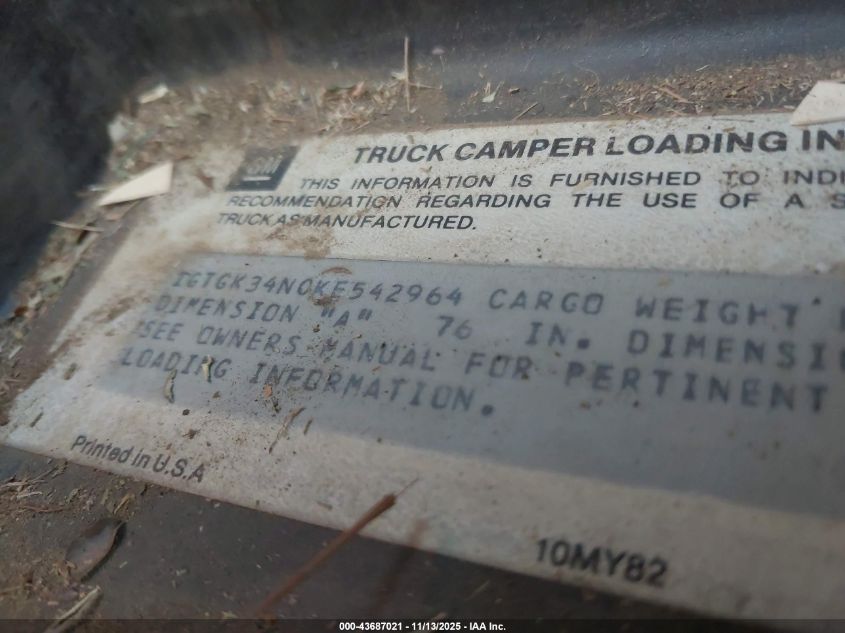 GM
TRUCK CAMPER LOADING IN
THIS INFORMATION IS FURNISHED TO INDI
RECOMMENDATION REGARDING THE USE OF A S
TRUCK AS MANUFACTURED.
1GTGK34N0KE542964 CARGO WEIGHT
DIMENSION "A" 76 IN. DIMENSI
SEE OWNERS MANUAL FOR PERTINENT
LOADING INFORMATION.
Printed in U.S.A
10MY82
000-43687021 - 11/13/2025 - IAA Inc.